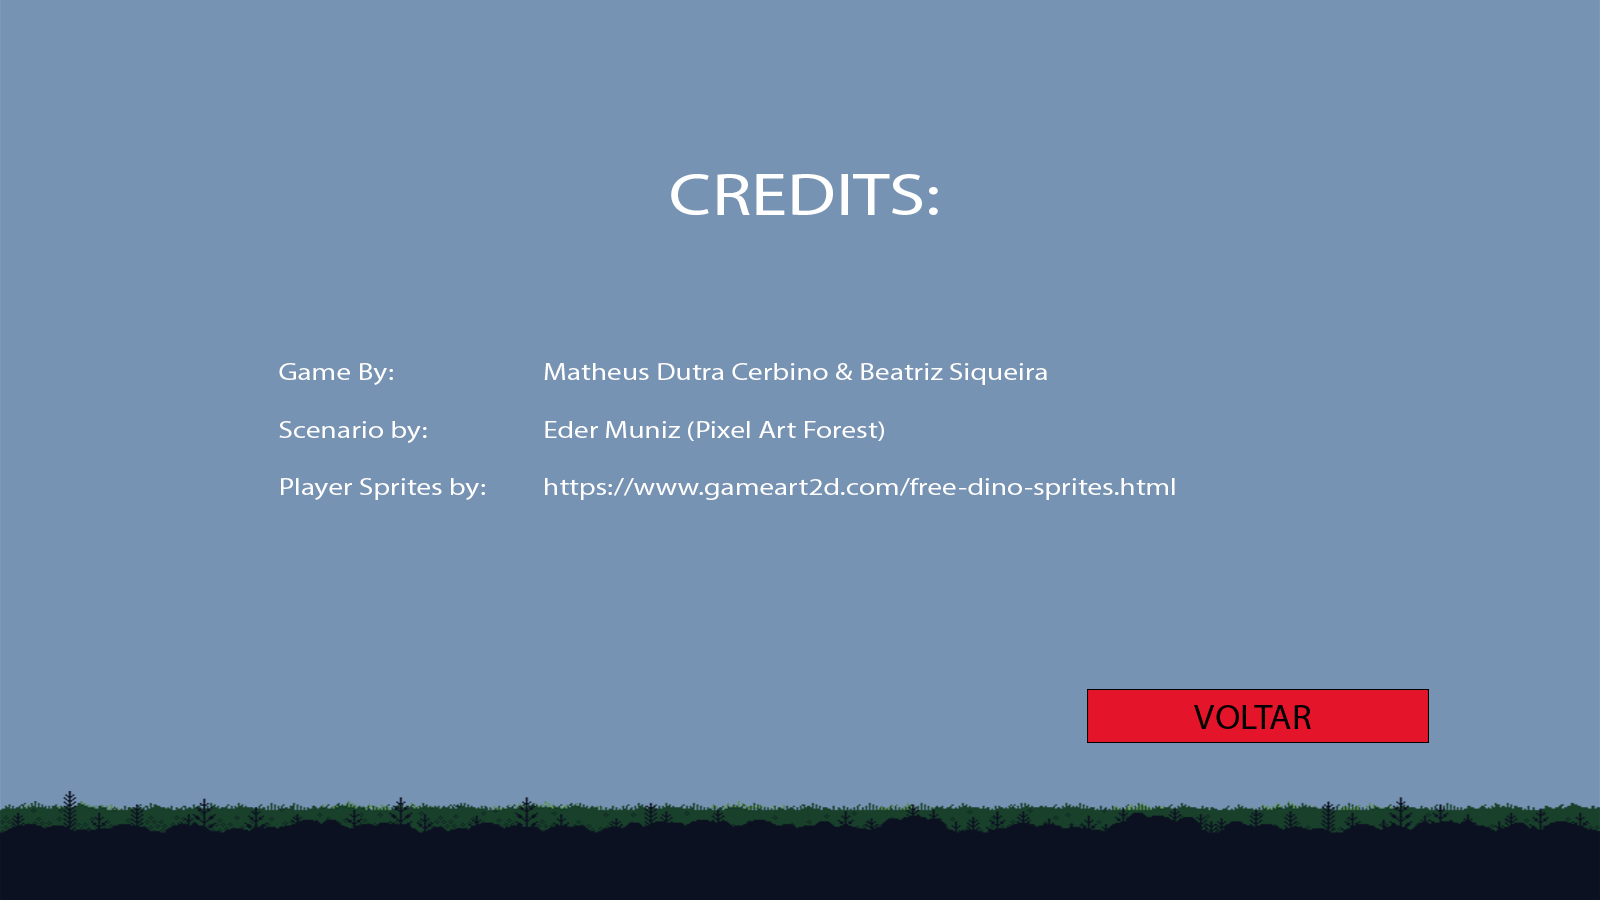 CREDITS:
Game By: Matheus Dutra Cerbino & Beatriz Siqueira
Scenario by: Eder Muniz (Pixel Art Forest)
Player Sprites by: https://www.gameart2d.com/free-dino-sprites.html
VOLTAR